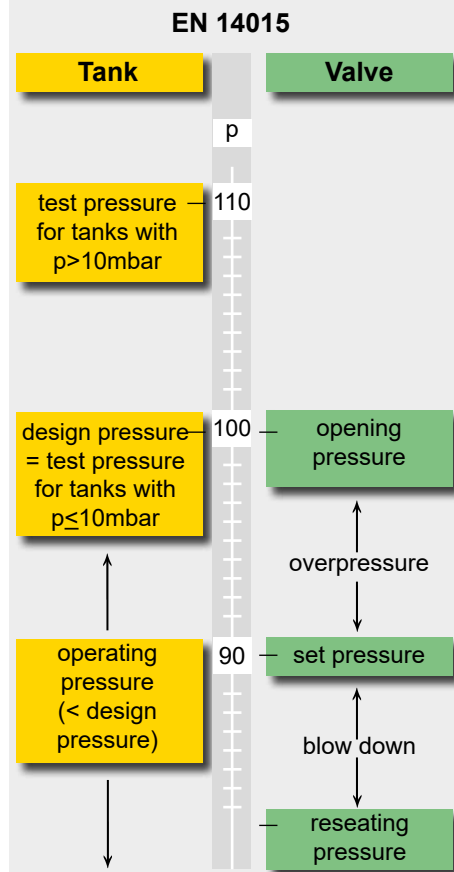 EN 14015
Tank
Valve
p
test pressure
for tanks with
p>10mbar
110
design pressure
= test pressure
for tanks with
p≤10mbar
100
opening
pressure
overpressure
operating
pressure
(< design
pressure)
90
set pressure
blow down
reseating
pressure